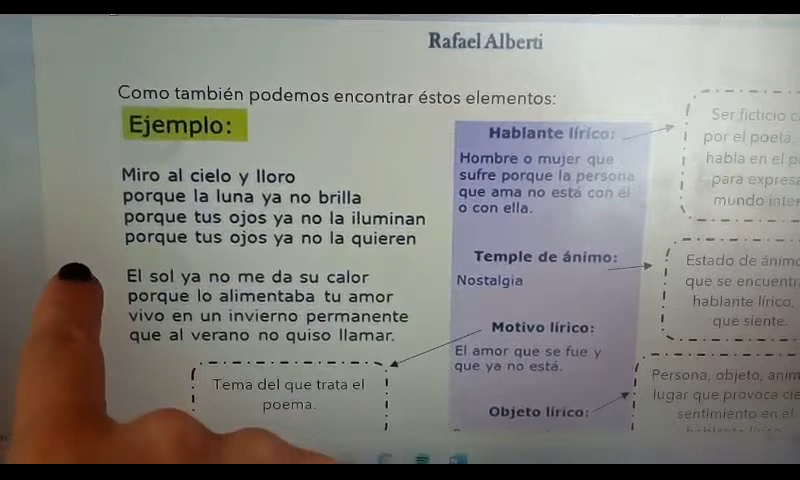 Rafael Alberti
Como también podemos encontrar éstos elementos:
Ejemplo:
Miro al cielo y lloro
porque la luna ya no brilla
porque tus ojos ya no la iluminan
porque tus ojos ya no la quieren
El sol ya no me da su calor
porque lo alimentaba tu amor
vivo en un invierno permanente
que al verano no quiso llamar.
Tema del que trata el
poema.
Hablante lírico:
Hombre o mujer que
sufre porque la persona
que ama no está con él
o con ella.
Temple de ánimo:
Nostalgia
Motivo lírico:
El amor que se fue y
que ya no está.
Objeto lírico:
Ser ficticio
por el poeta,
habla en el
para
mundo
Estado de ánimo
que se
hablante lírico,
que siente.
Persona, objeto,
lugar que provoca
sentimiento en el